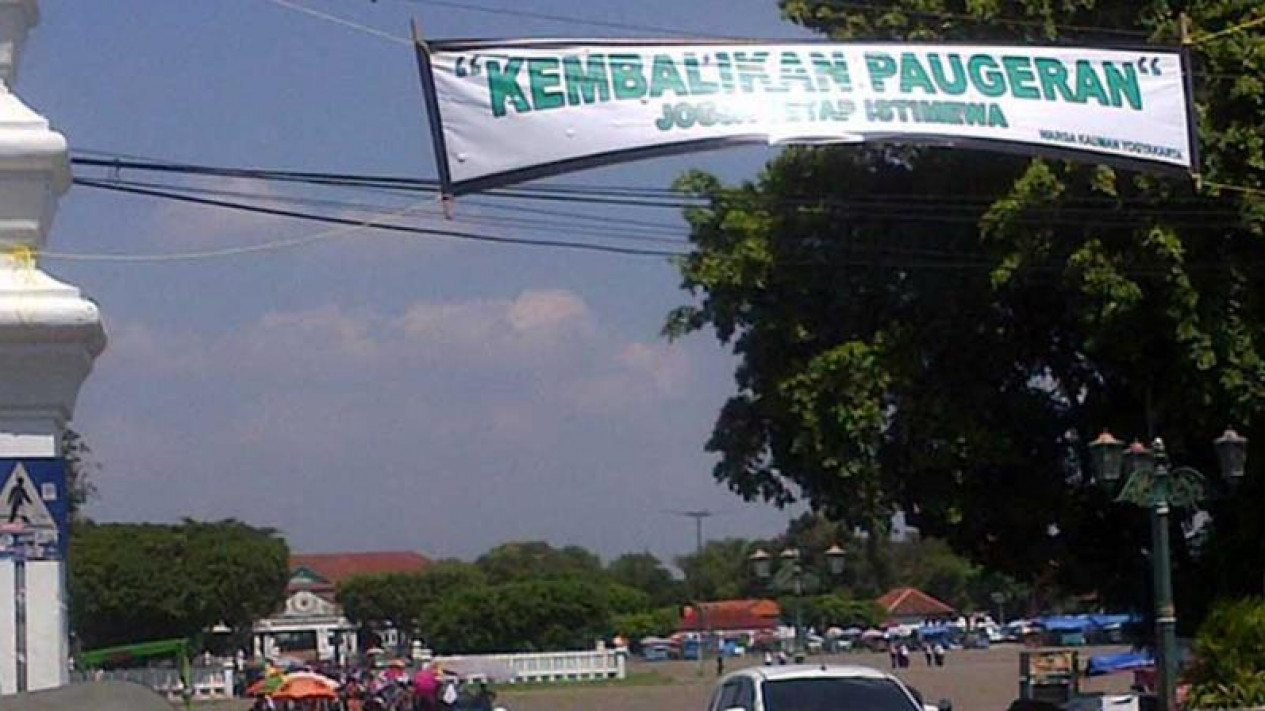 “KEMBALIKAN PAUGERAN“
JOGJA TETAP ISTIMEWA
WARGA KAUMAN YOGYAKARTA